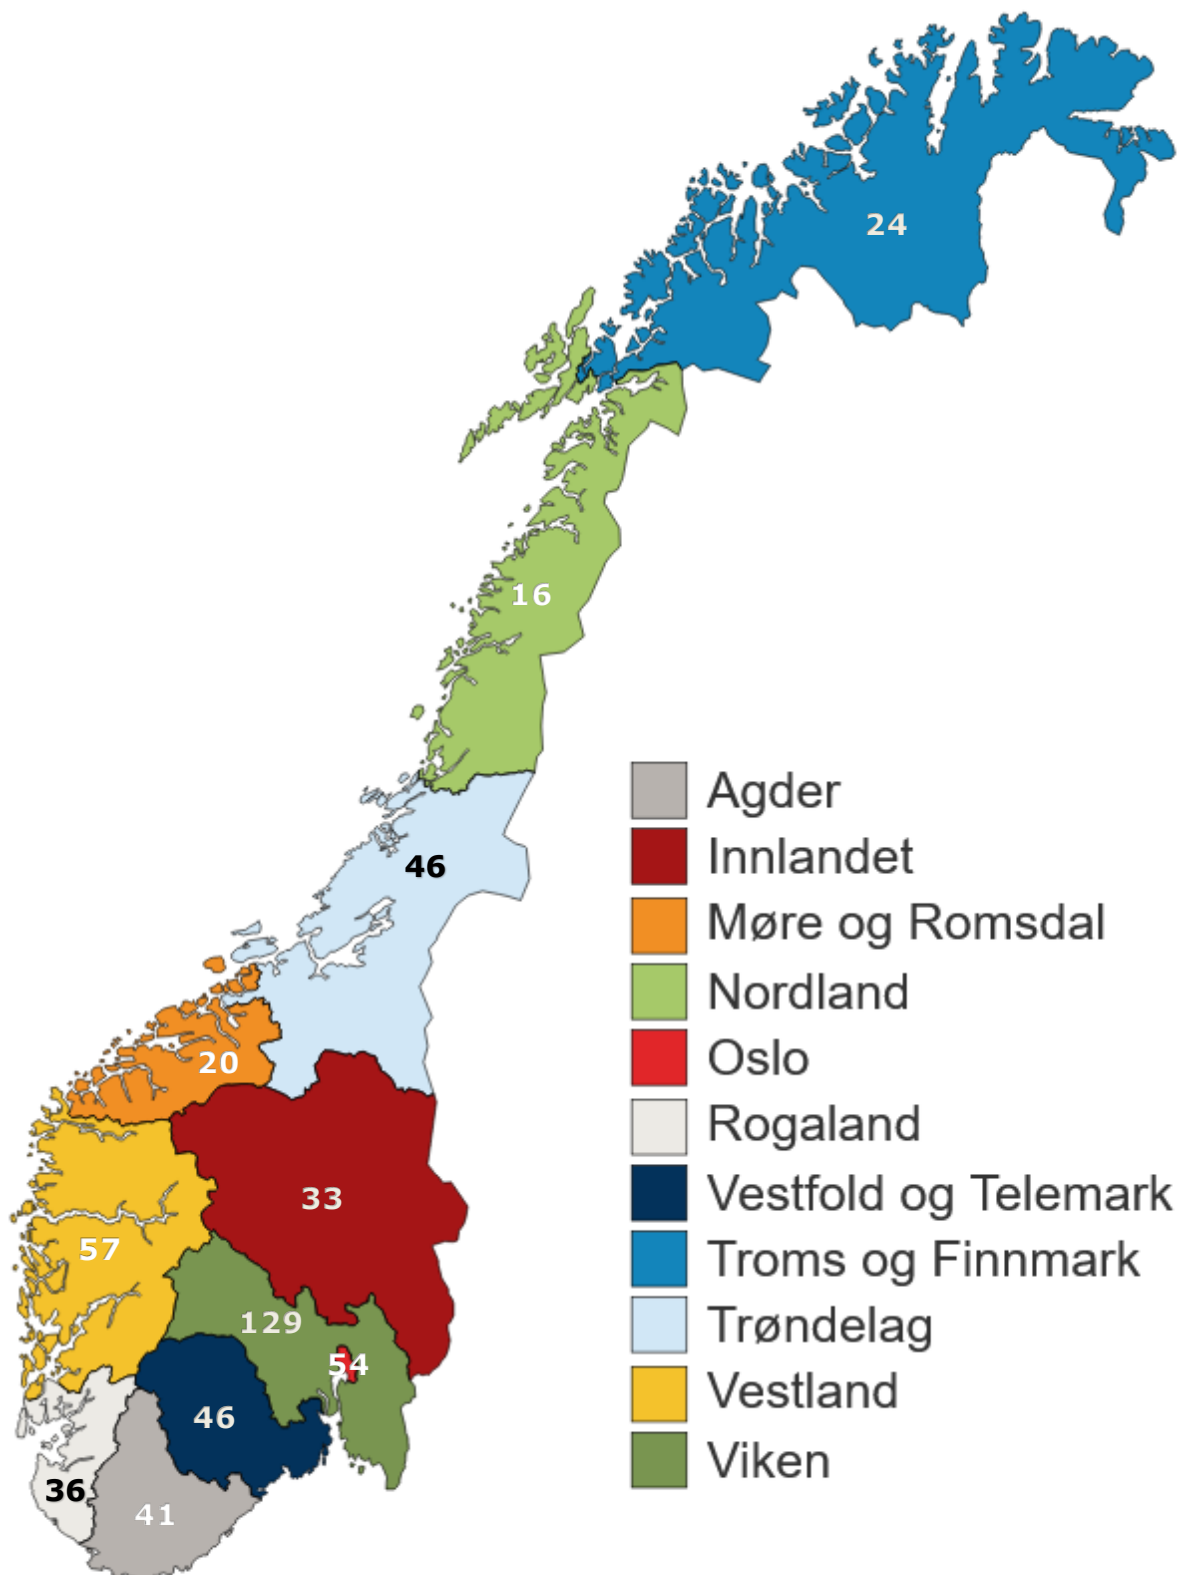 24
16
46
20
33
57
129
54
46
36
41
Agder
Innlandet
Møre og Romsdal
Nordland
Oslo
Rogaland
Vestfold og Telemark
Troms og Finnmark
Trøndelag
Vestland
Viken